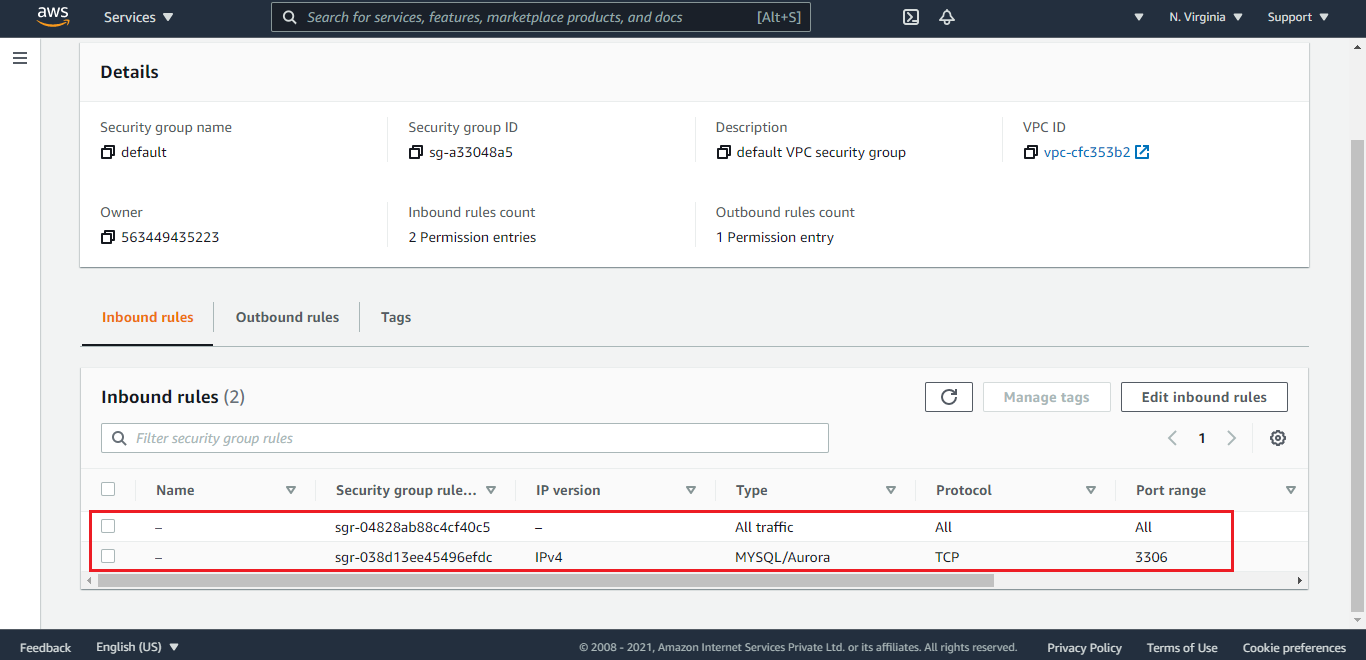 aws Services Search for services, features, marketplace products, and docs [Alt+S] N. Virginia Support
Details
Security group name Security group ID Description VPC ID
default sg-a33048a5 default VPC security group vpc-cfc353b2
Owner Inbound rules count Outbound rules count
563449435223 2 Permission entries 1 Permission entry
Inbound rules Outbound rules Tags
Inbound rules (2) Manage tags Edit inbound rules
Filter security group rules 1
Name Security group rule... IP version Type Protocol Port range
– sgr-04828ab88c4cf40c5 – All traffic All All
– sgr-038d13ee45496efdc IPv4 MYSQL/Aurora TCP 3306
Feedback English (US) © 2008 - 2021, Amazon Internet Services Private Ltd. or its affiliates. All rights reserved. Privacy Policy Terms of Use Cookie preferences